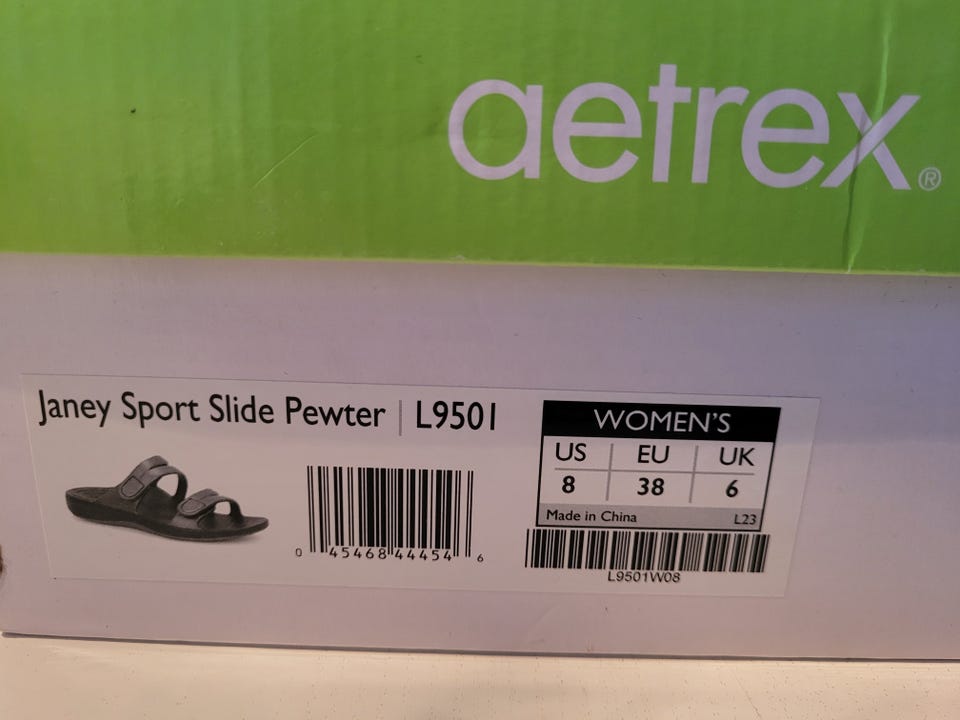 aetrex®
Janey Sport Slide Pewter | L9501
0 45468 44454 6
WOMEN'S
US | EU | UK
8 | 38 | 6
Made in China L23
L9501W08